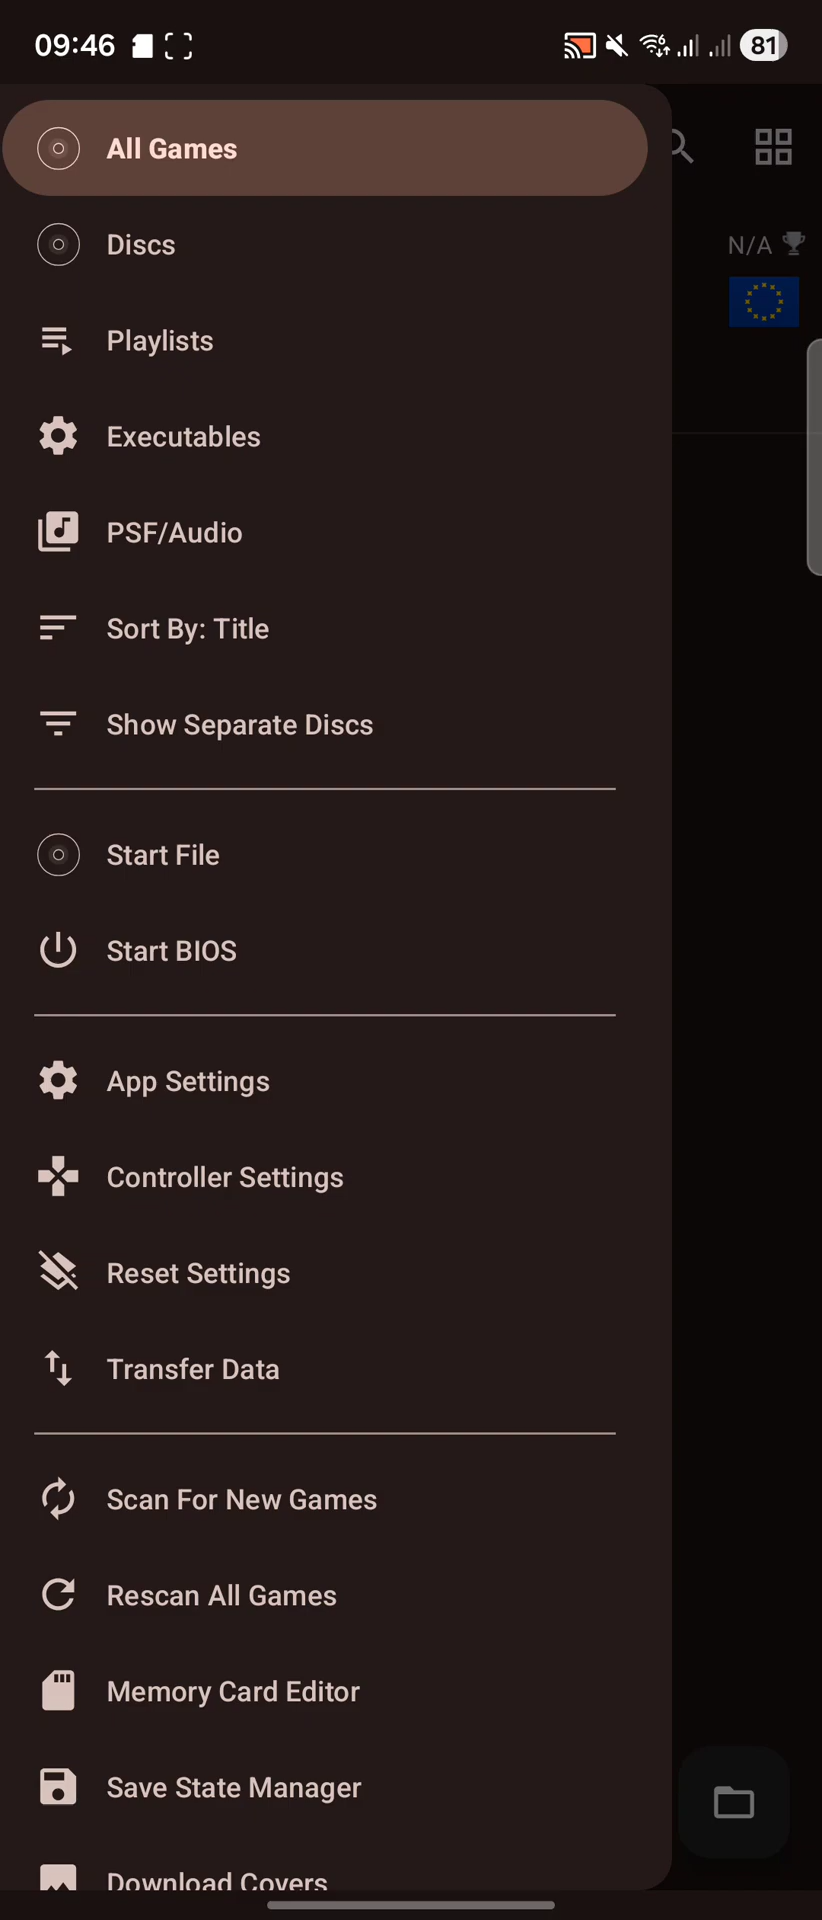 09:46
6
81
All Games
Discs
N/A
Playlists
Executables
PSF/Audio
Sort By: Title
Show Separate Discs
Start File
Start BIOS
App Settings
Controller Settings
Reset Settings
Transfer Data
Scan For New Games
Rescan All Games
Memory Card Editor
Save State Manager
Download Covers